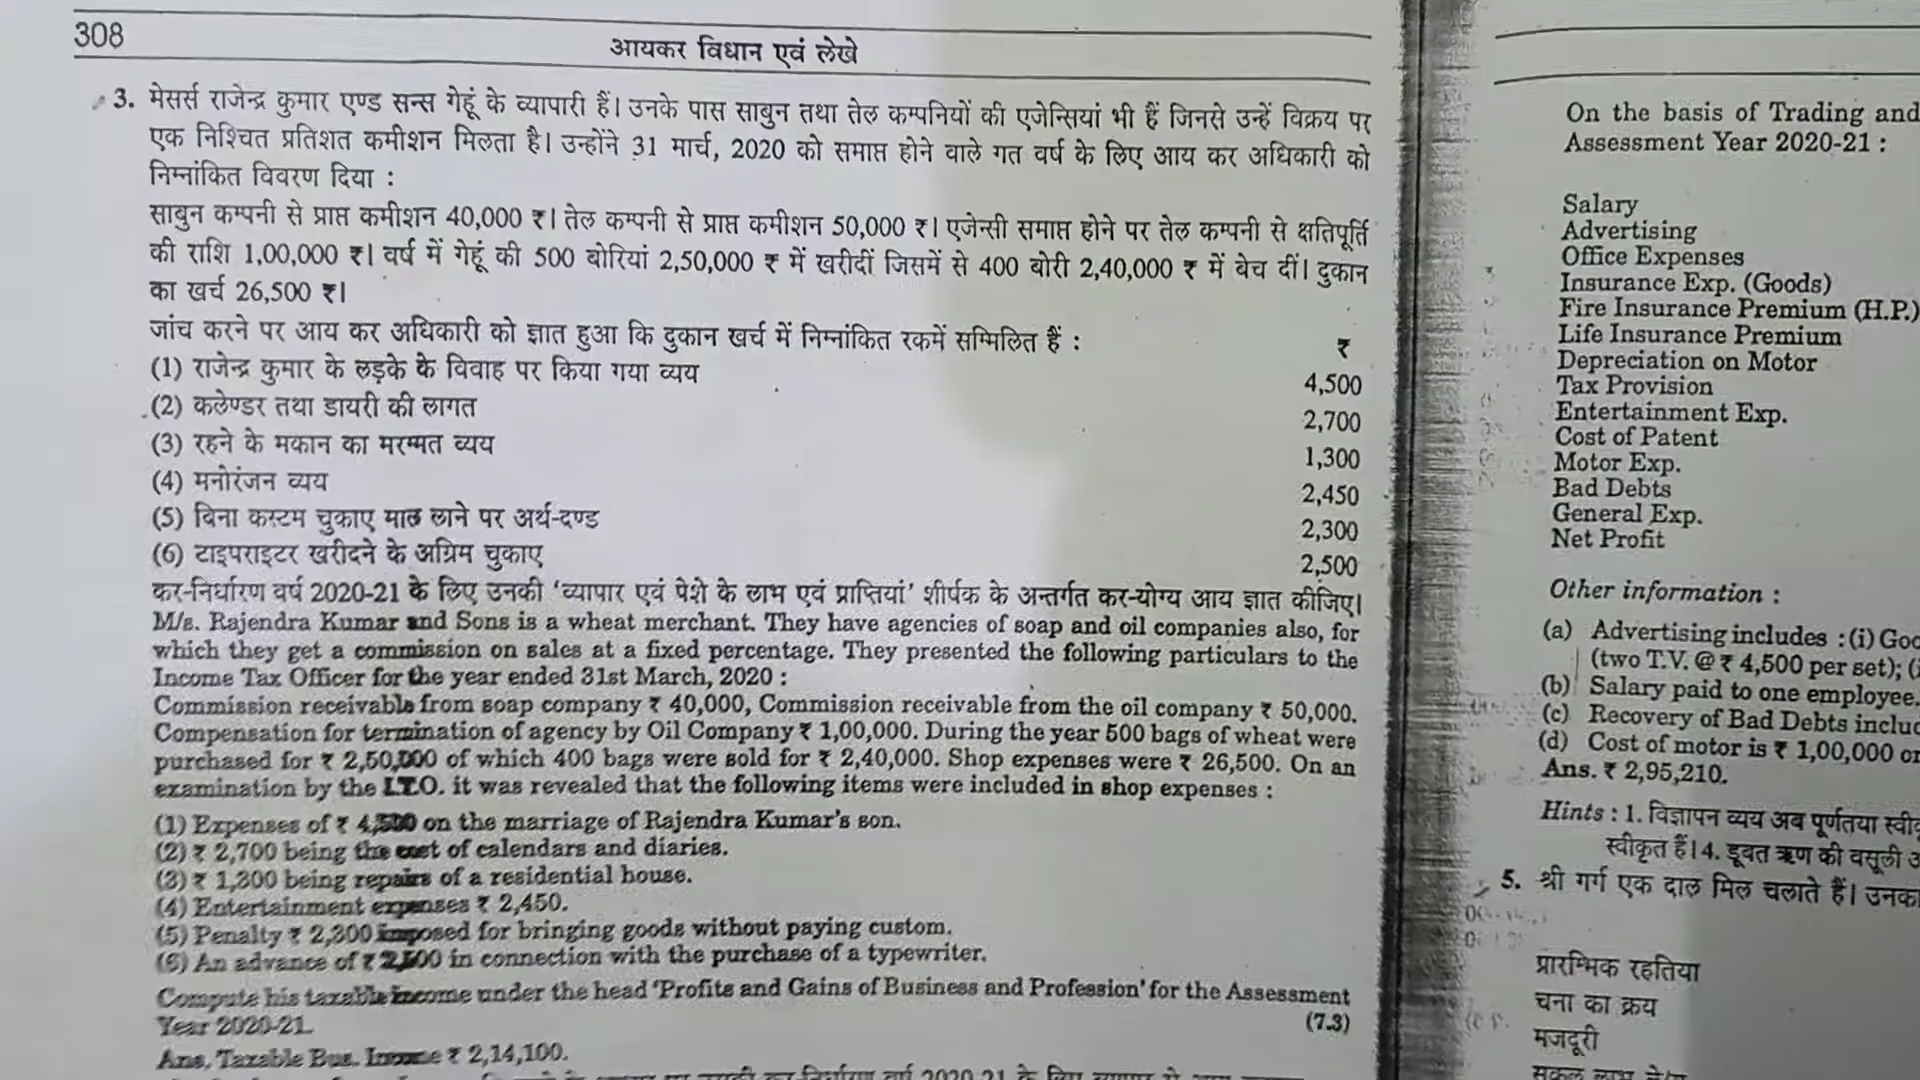 308
आयकर विधान एवं लेखे
3. मेसर्स राजेन्द्र कुमार एण्ड सन्स गेहूं के व्यापारी हैं। उनके पास साबुन तथा तेल कम्पनियों की एजेन्सियां भी हैं जिनसे उन्हें विक्रय पर
एक निश्चित प्रतिशत कमीशन मिलता है। उन्होंने 31 मार्च, 2020 को समाप्त होने वाले गत वर्ष के लिए आय कर अधिकारी को
निम्नांकित विवरण दिया :
साबुन कम्पनी से प्राप्त कमीशन 40,000 ₹। तेल कम्पनी से प्राप्त कमीशन 50,000 ₹। एजेन्सी समाप्त होने पर तेल कम्पनी से क्षतिपूर्ति
की राशि 1,00,000 ₹। वर्ष में गेहूं की 500 बोरियां 2,50,000 ₹ में खरीदीं जिसमें से 400 बोरी 2,40,000 ₹ में बेच दीं। दुकान
का खर्च 26,500 ₹।
जांच करने पर आय कर अधिकारी को ज्ञात हुआ कि दुकान खर्च में निम्नांकित रकमें सम्मिलित हैं : ₹
(1) राजेन्द्र कुमार के लड़के के विवाह पर किया गया व्यय 4,500
(2) कलेण्डर तथा डायरी की लागत 2,700
(3) रहने के मकान का मरम्मत व्यय 1,300
(4) मनोरंजन व्यय 2,450
(5) बिना कस्टम चुकाए माल लाने पर अर्थ-दण्ड 2,300
(6) टाइपराइटर खरीदने के अग्रिम चुकाए 2,500
कर-निर्धारण वर्ष 2020-21 के लिए उनकी ‘व्यापार एवं पेशे के लाभ एवं प्राप्तियां’ शीर्षक के अन्तर्गत कर-योग्य आय ज्ञात कीजिए।
M/s. Rajendra Kumar and Sons is a wheat merchant. They have agencies of soap and oil companies also, for
which they get a commission on sales at a fixed percentage. They presented the following particulars to the
Income Tax Officer for the year ended 31st March, 2020 :
Commission receivable from soap company ₹ 40,000, Commission receivable from the oil company ₹ 50,000.
Compensation for termination of agency by Oil Company ₹ 1,00,000. During the year 500 bags of wheat were
purchased for ₹ 2,50,000 of which 400 bags were sold for ₹ 2,40,000. Shop expenses were ₹ 26,500. On an
examination by the I.T.O. it was revealed that the following items were included in shop expenses :
(1) Expenses of ₹ 4,500 on the marriage of Rajendra Kumar's son.
(2) ₹ 2,700 being the cost of calendars and diaries.
(3) ₹ 1,300 being repairs of a residential house.
(4) Entertainment expenses ₹ 2,450.
(5) Penalty ₹ 2,300 imposed for bringing goods without paying custom.
(6) An advance of ₹ 2,500 in connection with the purchase of a typewriter.
Compute his taxable income under the head 'Profits and Gains of Business and Profession' for the Assessment
Year 2020-21. (7.3)
Ans. Taxable Bus. Income ₹ 2,14,100.
On the basis of Trading and
Assessment Year 2020-21 :
Salary
Advertising
Office Expenses
Insurance Exp. (Goods)
Fire Insurance Premium (H.P.)
Life Insurance Premium
Depreciation on Motor
Tax Provision
Entertainment Exp.
Cost of Patent
Motor Exp.
Bad Debts
General Exp.
Net Profit
Other information :
(a) Advertising includes : (i) Goo
(two T.V. @ ₹ 4,500 per set); (i
(b) Salary paid to one employee
(c) Recovery of Bad Debts includ
(d) Cost of motor is ₹ 1,00,000 or
Ans. ₹ 2,95,210.
Hints : 1. विज्ञापन व्यय अब पूर्णतया स्वीकृ
स्वीकृत हैं। 4. डूबत ऋण की वसूली
5. श्री गर्ग एक दाल मिल चलाते हैं। उनका
प्रारम्भिक रहतिया
चना का क्रय
मजदूरी